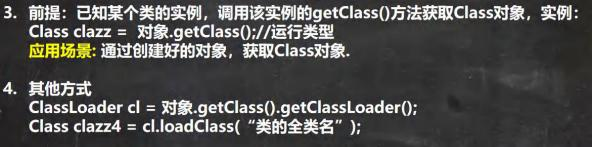 3. 前提：已知某个类的实例，调用该实例的getClass()方法获取Class对象，实例：
Class clazz = 对象.getClass();//运行类型
应用场景: 通过创建好的对象，获取Class对象.
4. 其他方式
ClassLoader cl = 对象.getClass().getClassLoader();
Class clazz4 = cl.loadClass(“类的全类名”);